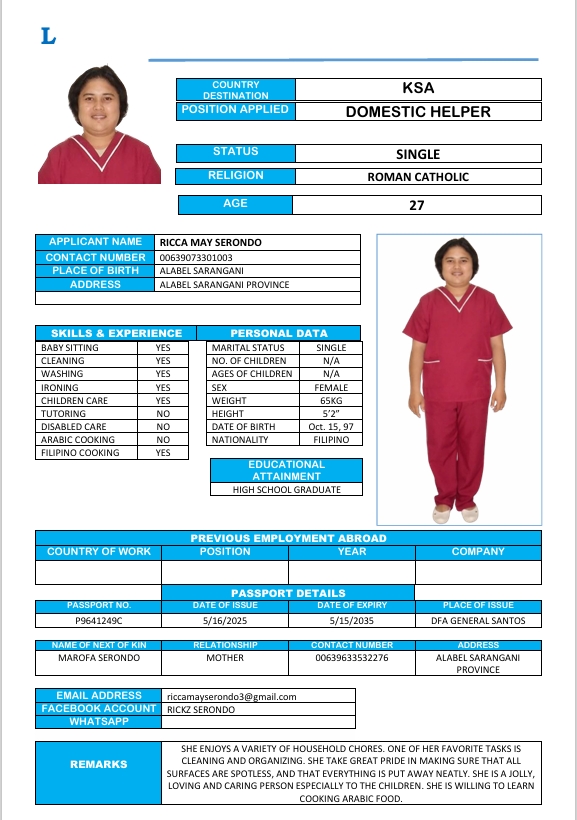 L
COUNTRY DESTINATION KSA
POSITION APPLIED DOMESTIC HELPER
STATUS SINGLE
RELIGION ROMAN CATHOLIC
AGE 27
APPLICANT NAME RICCA MAY SERONDO
CONTACT NUMBER 00639073301003
PLACE OF BIRTH ALABEL SARANGANI
ADDRESS ALABEL SARANGANI PROVINCE
SKILLS & EXPERIENCE
BABY SITTING YES
CLEANING YES
WASHING YES
IRONING YES
CHILDREN CARE YES
TUTORING NO
DISABLED CARE NO
ARABIC COOKING NO
FILIPINO COOKING YES
PERSONAL DATA
MARITAL STATUS SINGLE
NO. OF CHILDREN N/A
AGES OF CHILDREN N/A
SEX FEMALE
WEIGHT 65KG
HEIGHT 5'2”
DATE OF BIRTH Oct. 15, 97
NATIONALITY FILIPINO
EDUCATIONAL
ATTAINMENT
HIGH SCHOOL GRADUATE
PREVIOUS EMPLOYMENT ABROAD
COUNTRY OF WORK POSITION YEAR COMPANY
PASSPORT DETAILS
PASSPORT NO. DATE OF ISSUE DATE OF EXPIRY PLACE OF ISSUE
P9641249C 5/16/2025 5/15/2035 DFA GENERAL SANTOS
NAME OF NEXT OF KIN RELATIONSHIP CONTACT NUMBER ADDRESS
MAROFA SERONDO MOTHER 00639633532276 ALABEL SARANGANI PROVINCE
EMAIL ADDRESS riccamayserondo3@gmail.com
FACEBOOK ACCOUNT RICKZ SERONDO
WHATSAPP
REMARKS
SHE ENJOYS A VARIETY OF HOUSEHOLD CHORES. ONE OF HER FAVORITE TASKS IS
CLEANING AND ORGANIZING. SHE TAKE GREAT PRIDE IN MAKING SURE THAT ALL
SURFACES ARE SPOTLESS, AND THAT EVERYTHING IS PUT AWAY NEATLY. SHE IS A JOLLY,
LOVING AND CARING PERSON ESPECIALLY TO THE CHILDREN. SHE IS WILLING TO LEARN
COOKING ARABIC FOOD.